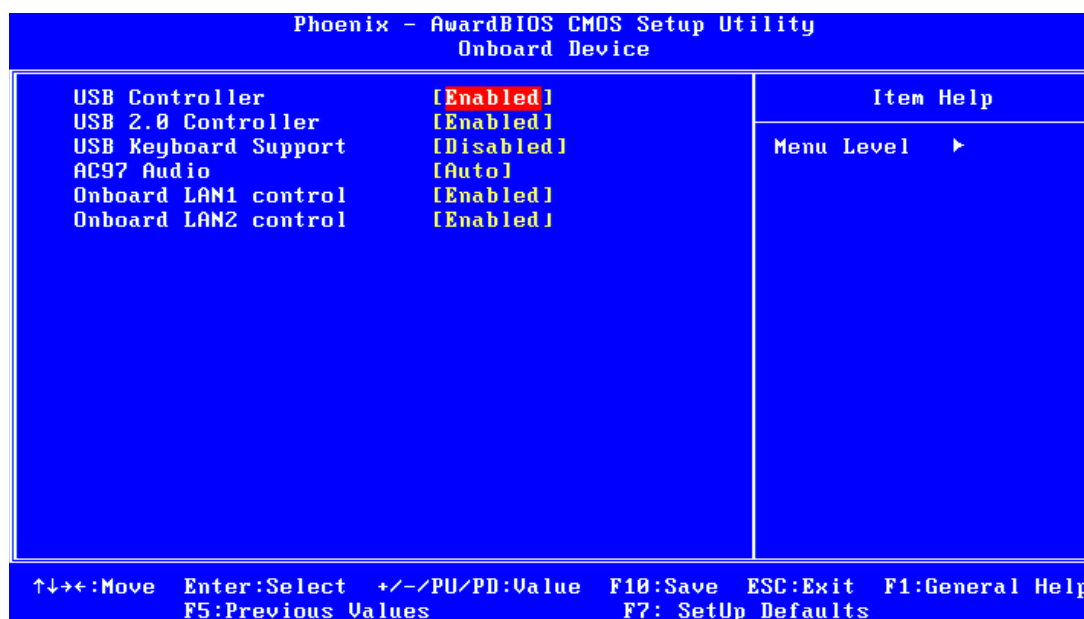 Phoenix - AwardBIOS CMOS Setup Utility
Onboard Device
USB Controller [Enabled]
USB 2.0 Controller [Enabled]
USB Keyboard Support [Disabled]
AC97 Audio [Auto]
Onboard LAN1 control [Enabled]
Onboard LAN2 control [Enabled]
Item Help
Menu Level ▶
↑↓→←:Move Enter:Select +/-/PU/PD:Value F10:Save ESC:Exit F1:General Help
F5:Previous Values F7: SetUp Defaults